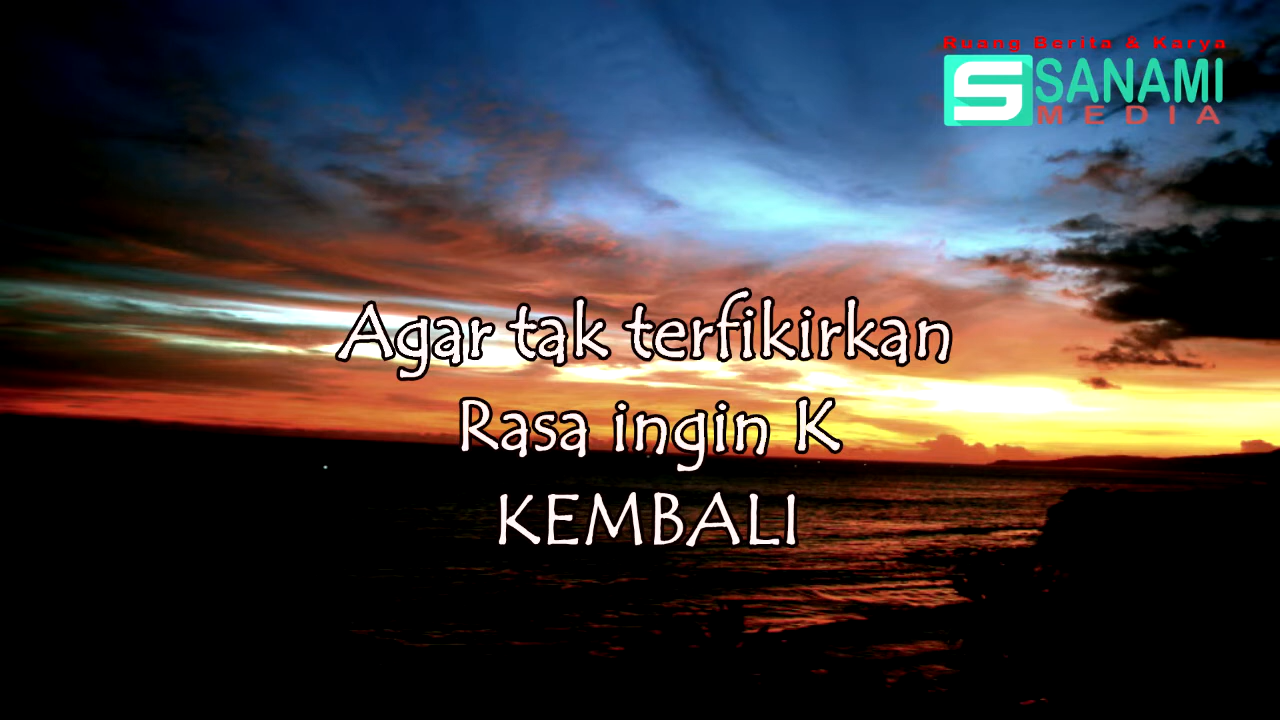 Ruang Berita & Karya
S SANAMI
MEDIA
Agar tak terfikirkan
Rasa ingin K
KEMBALI